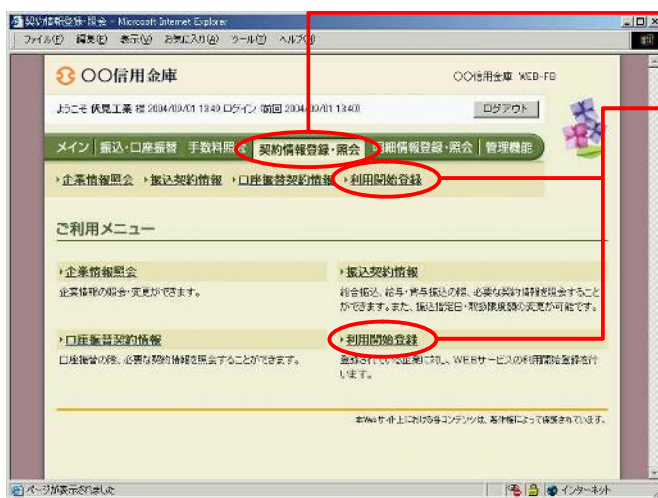 契約情報登録・照会 - Microsoft Internet Explorer
ファイル(F) 編集(E) 表示(V) お気に入り(A) ツール(T) ヘルプ(H)
〇〇信用金庫
〇〇信用金庫 WEB-FB
ようこそ 伏見工業 様 2004/09/01 13:49 ログイン (前回 2004/09/01 13:40)
ログアウト
メイン 振込・口座振替 手数料照会 契約情報登録・照会 明細情報登録・照会 管理機能
企業情報照会 振込契約情報 口座振替契約情報 利用開始登録
ご利用メニュー
企業情報照会
企業情報の照会・変更ができます。
振込契約情報
総合振込、給与・賞与振込の際、必要な契約情報を照会すること
ができます。また、振込指定日・取扱限度額の変更が可能です。
口座振替契約情報
口座振替の際、必要な契約情報を照会することができます。
利用開始登録
登録されている企業に対し、WEBサービスの利用開始登録を行
います。
本Webサイト上における各コンテンツは、著作権によって保護されています。
ページが表示されました
インターネット